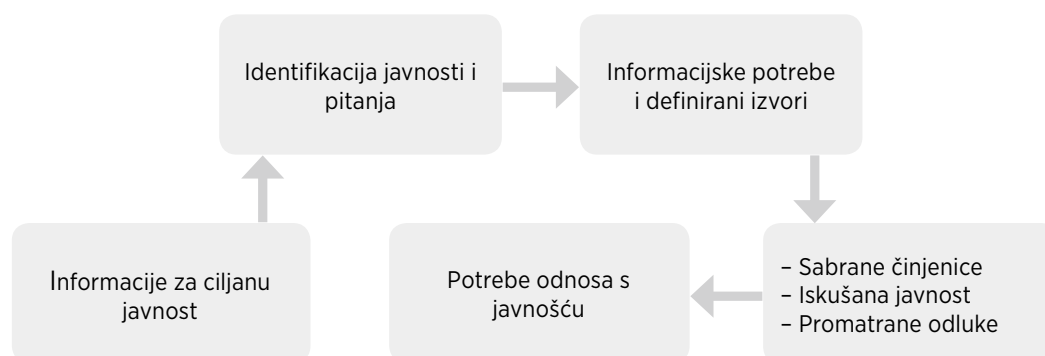 Identifikacija javnosti i
pitanja
Informacijske potrebe
i definirani izvori
Informacije za ciljanu
javnost
Potrebe odnosa s
javnošću
– Sabrane činjenice
– Iskušana javnost
– Promatrane odluke